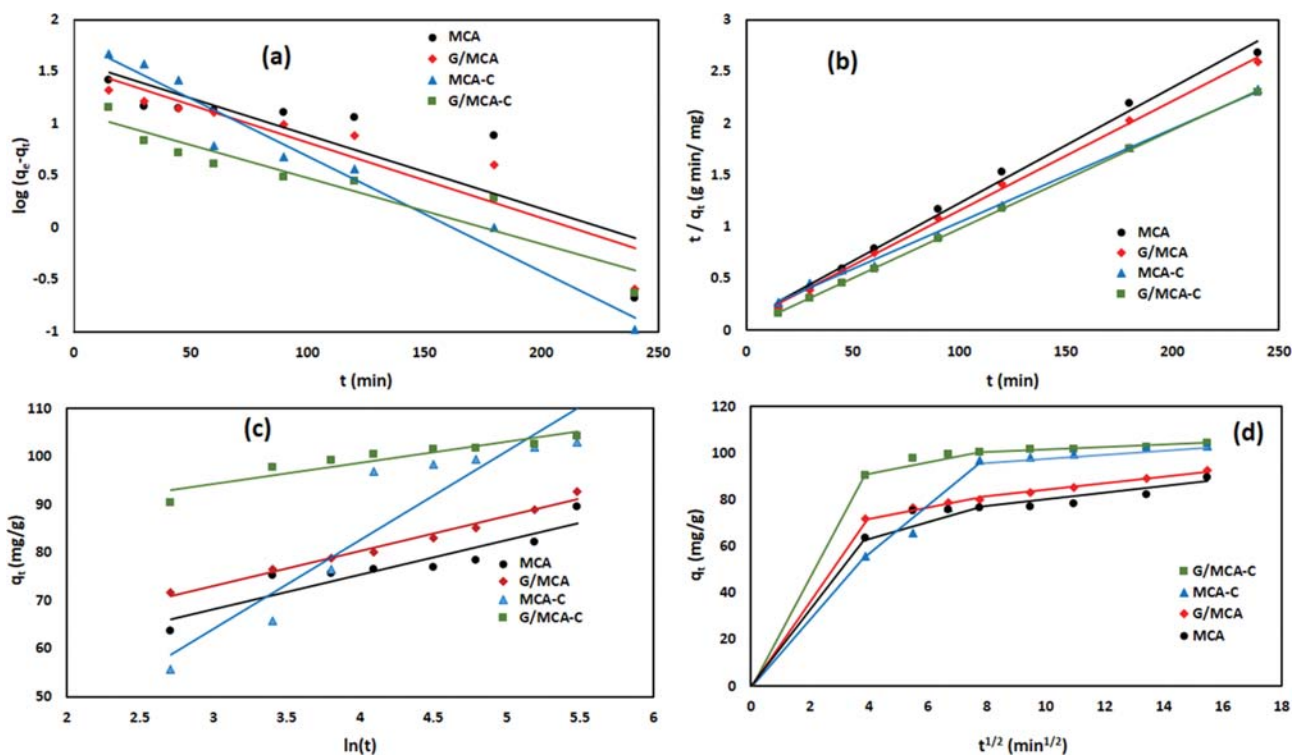 2
1.5
1
0.5
0
-0.5
-1
log (qₑ-qₜ)
(a)
MCA
G/MCA
MCA-C
G/MCA-C
0 50 100 150 200 250
t (min)
3
2.5
2
1.5
1
0.5
0
t / qₜ (g min/ mg)
(b)
MCA
G/MCA
MCA-C
G/MCA-C
0 50 100 150 200 250
t (min)
110
100
90
80
70
60
50
qₜ (mg/g)
(c)
MCA
G/MCA
MCA-C
G/MCA-C
2 2.5 3 3.5 4 4.5 5 5.5 6
ln(t)
120
100
80
60
40
20
0
qₜ (mg/g)
(d)
G/MCA-C
MCA-C
G/MCA
MCA
0 2 4 6 8 10 12 14 16 18
t¹/² (min¹/²)